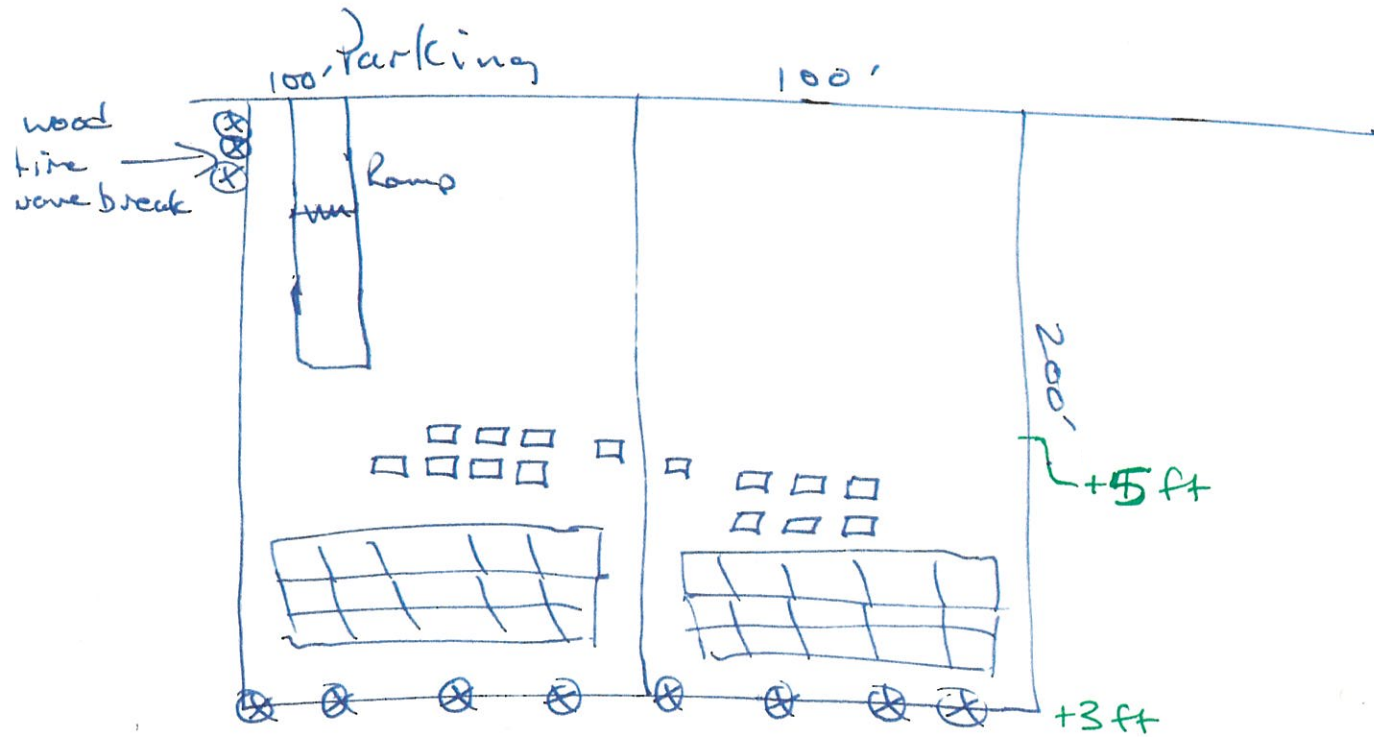 Parking
100'
100'
wood
tire
wave break
Ramp
200'
+5 ft
+3 ft